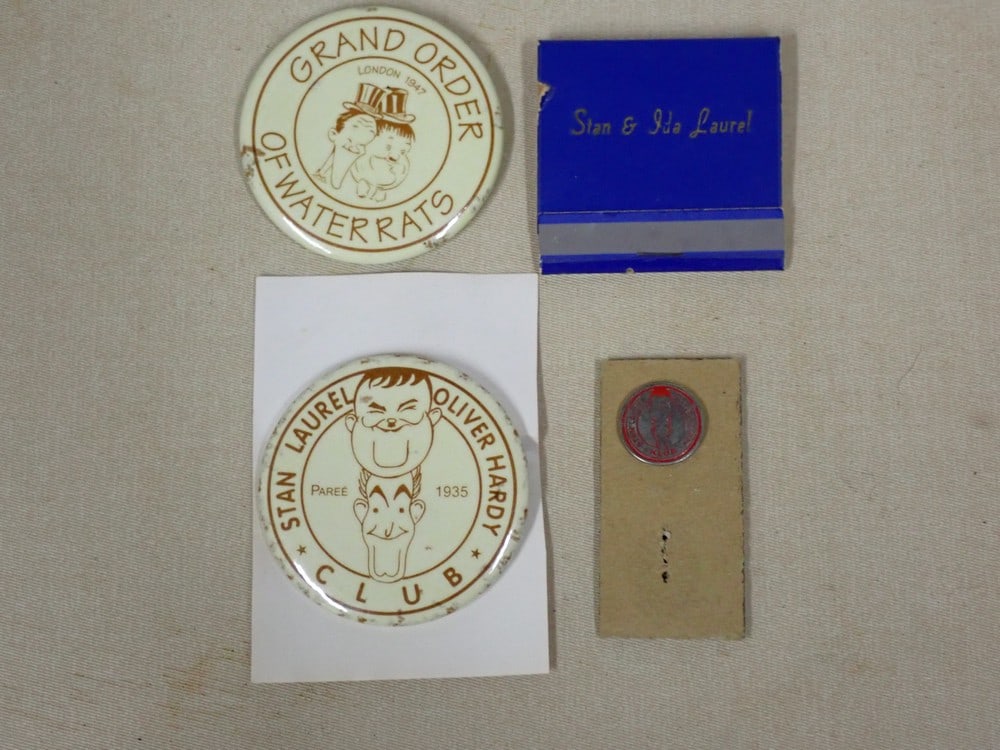 GRAND ORDER
OF WATER RATS
LONDON 1947
Stan & Ida Laurel
STAN LAUREL
OLIVER HARDY
CLUB
PAREE 1935